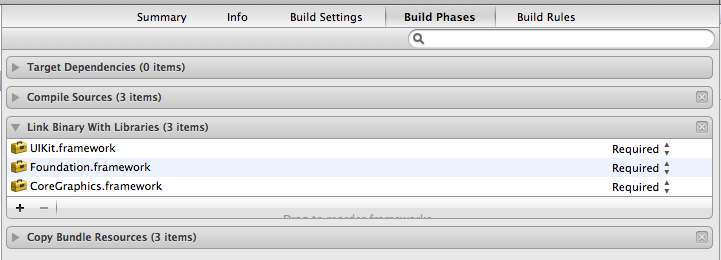 Summary Info Build Settings Build Phases Build Rules
Target Dependencies (0 items)
Compile Sources (3 items)
Link Binary With Libraries (3 items)
UIKit.framework Required
Foundation.framework Required
CoreGraphics.framework Required
Drag to reorder frameworks
Copy Bundle Resources (3 items)